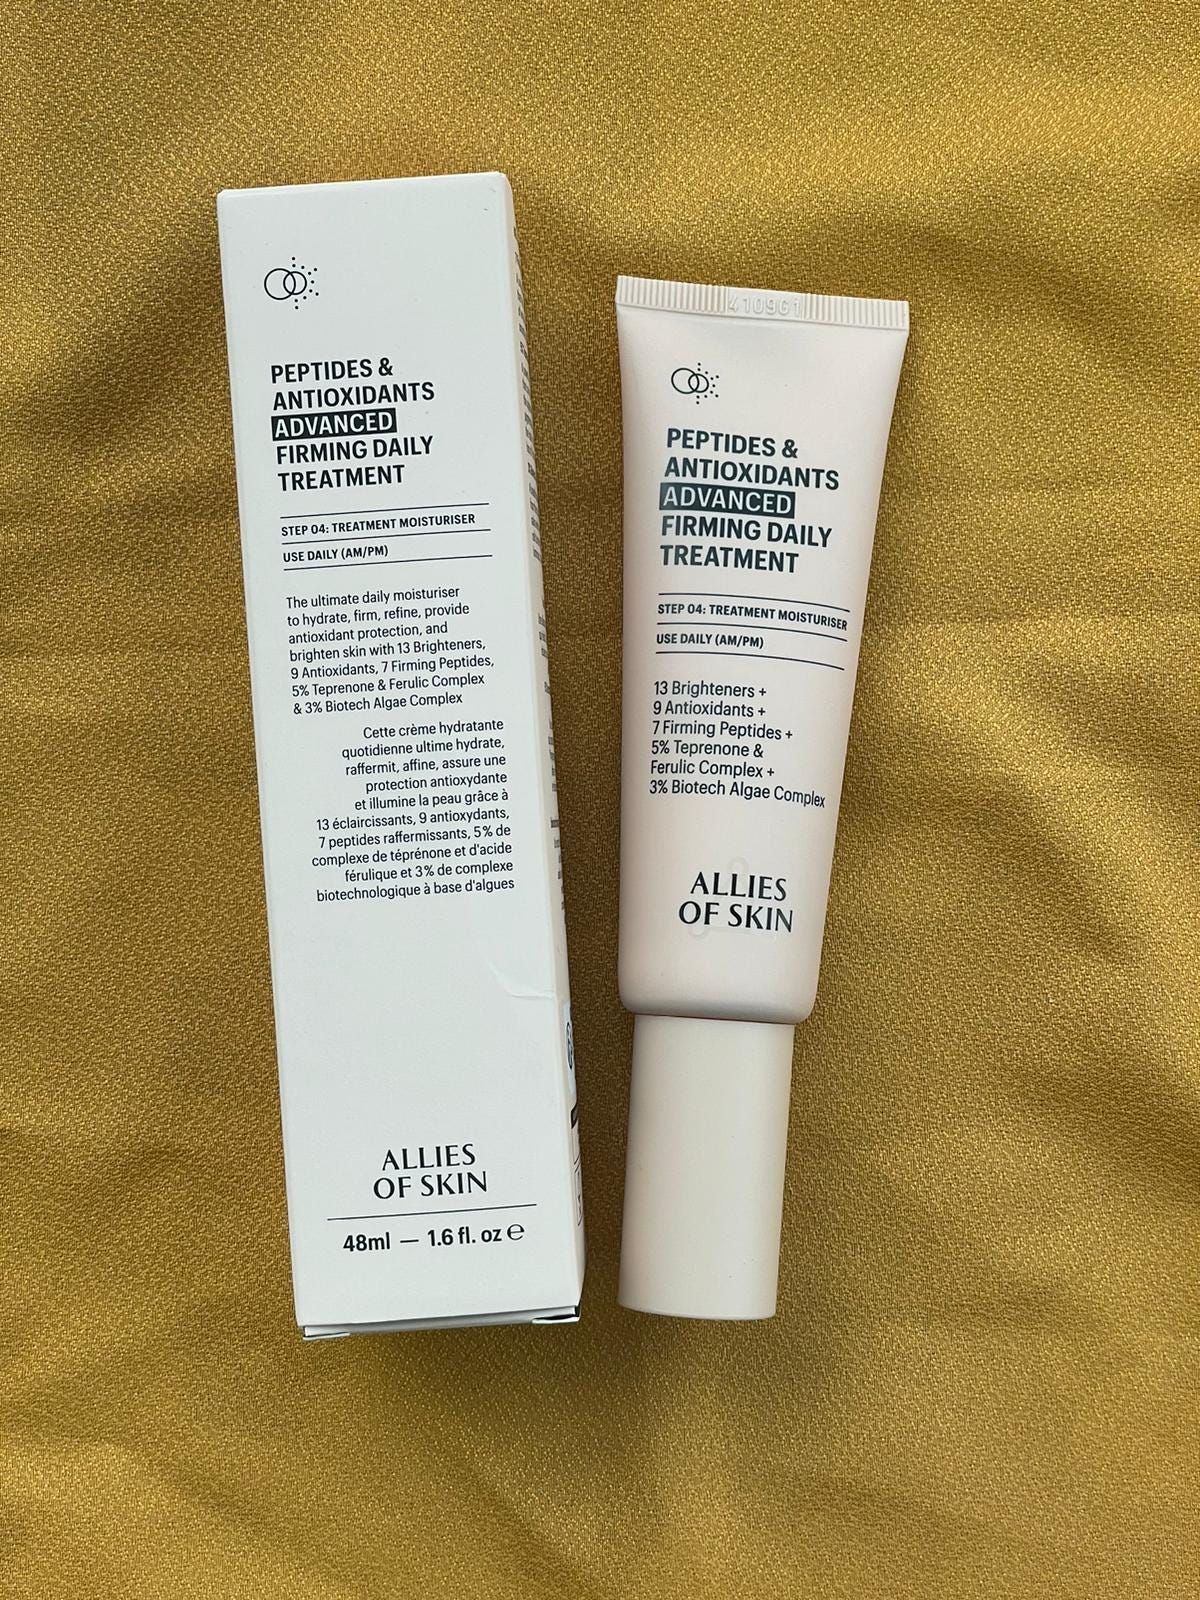 PEPTIDES &
ANTIOXIDANTS
ADVANCED
FIRMING DAILY
TREATMENT
STEP 04: TREATMENT MOISTURISER
USE DAILY (AM/PM)
The ultimate daily moisturiser
to hydrate, firm, refine, provide
antioxidant protection, and
brighten skin with 13 Brighteners,
9 Antioxidants, 7 Firming Peptides,
5% Teprenone & Ferulic Complex
& 3% Biotech Algae Complex
Cette crème hydratante
quotidienne ultime hydrate,
raffermit, affine, assure une
protection antioxydante
et illumine la peau grâce à
13 éclaircissants, 9 antioxydants,
7 peptides raffermissants, 5% de
complexe de téprénone et d'acide
férulique et 3% de complexe
biotechnologique à base d'algues
ALLIES
OF SKIN
48ml — 1.6 fl. oz ℮
410961
PEPTIDES &
ANTIOXIDANTS
ADVANCED
FIRMING DAILY
TREATMENT
STEP 04: TREATMENT MOISTURISER
USE DAILY (AM/PM)
13 Brighteners +
9 Antioxidants +
7 Firming Peptides +
5% Teprenone &
Ferulic Complex +
3% Biotech Algae Complex
ALLIES
OF SKIN